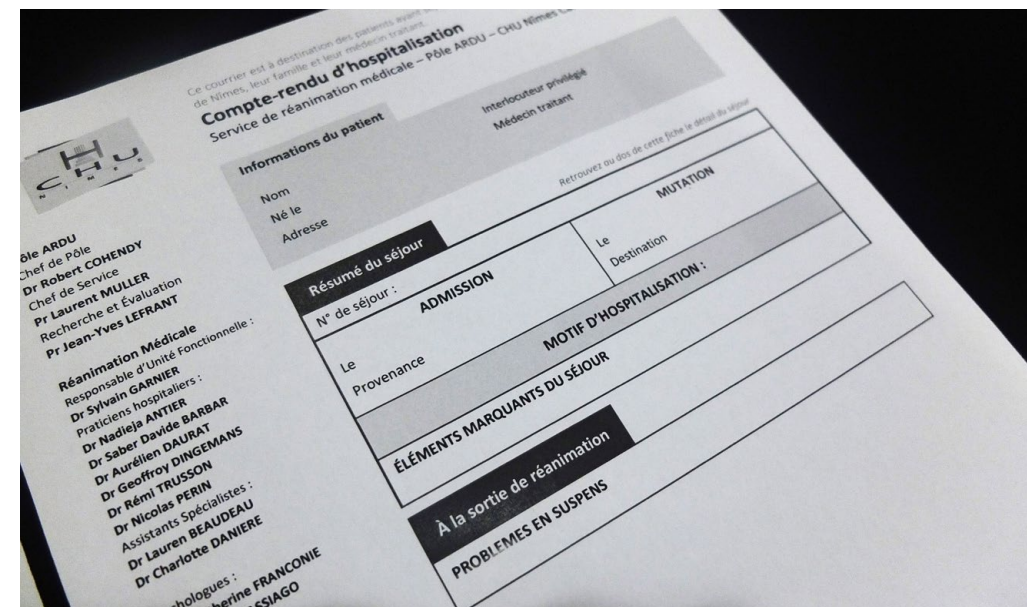 Ce courrier est à destination des patients
de Nîmes, leur famille et leur médecin traitant.
Compte-rendu d'hospitalisation
Service de réanimation médicale – Pôle ARDU – CHU Nîmes
Informations du patient
Interlocuteur privilégié
Médecin traitant
Nom
Né le
Adresse
Retrouvez au dos de cette fiche le détail du séjour
Résumé du séjour
N° de séjour :
ADMISSION
MUTATION
Le
Provenance
Le
Destination
MOTIF D'HOSPITALISATION :
ÉLÉMENTS MARQUANTS DU SÉJOUR
À la sortie de réanimation
PROBLEMES EN SUSPENS
CHU
NÎMES
Pôle ARDU
Chef de Pôle
Dr Robert COHENDY
Chef de Service
Pr Laurent MULLER
Recherche et Évaluation
Pr Jean-Yves LEFRANT
Réanimation Médicale
Responsable d'Unité Fonctionnelle :
Dr Sylvain GARNIER
Praticiens hospitaliers :
Dr Nadieja ANTIER
Dr Saber Davide BARBAR
Dr Aurélien DAURAT
Dr Geoffroy DINGEMANS
Dr Rémi TRUSSON
Dr Nicolas PERIN
Assistants Spécialistes :
Dr Lauren BEAUDEAU
Dr Charlotte DANIERE
hologues :
herine FRANCONIE
SSIAGO